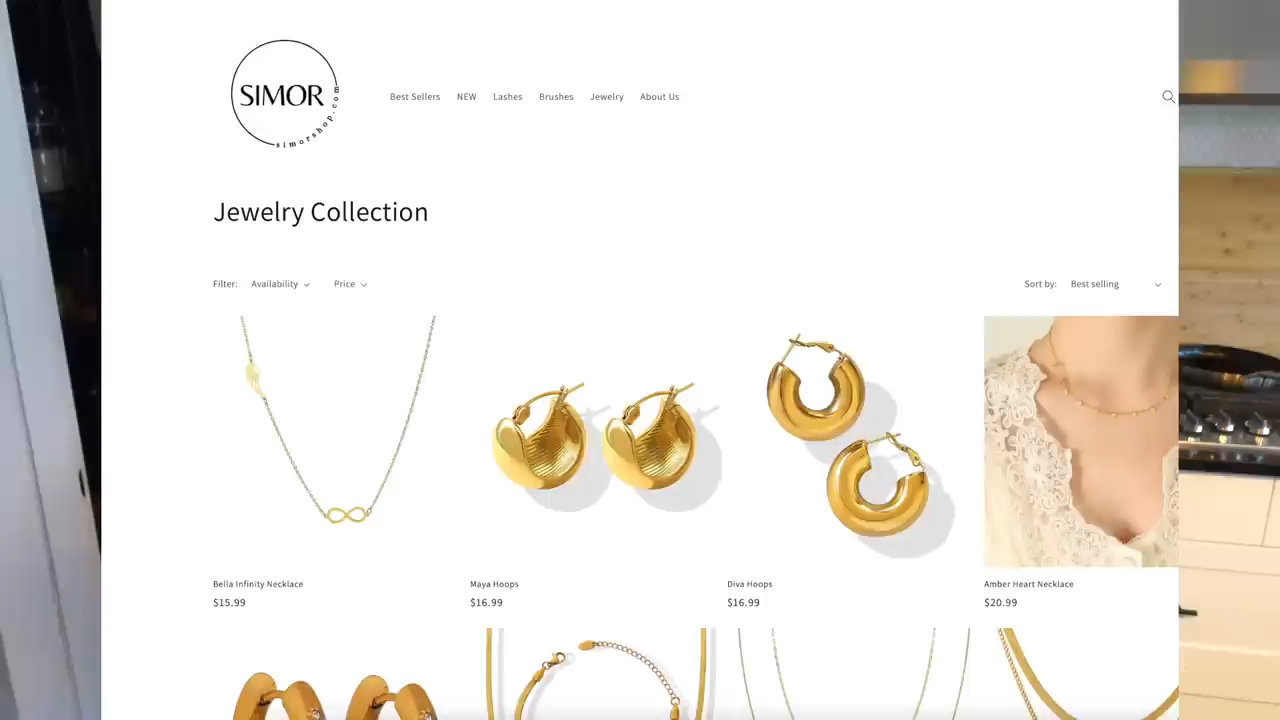 SIMOR
simorshop.com
Best Sellers NEW Lashes Brushes Jewelry About Us
Jewelry Collection
Filter: Availability Price Sort by: Best selling
Bella Infinity Necklace Maya Hoops Diva Hoops Amber Heart Necklace
$15.99 $16.99 $16.99 $20.99